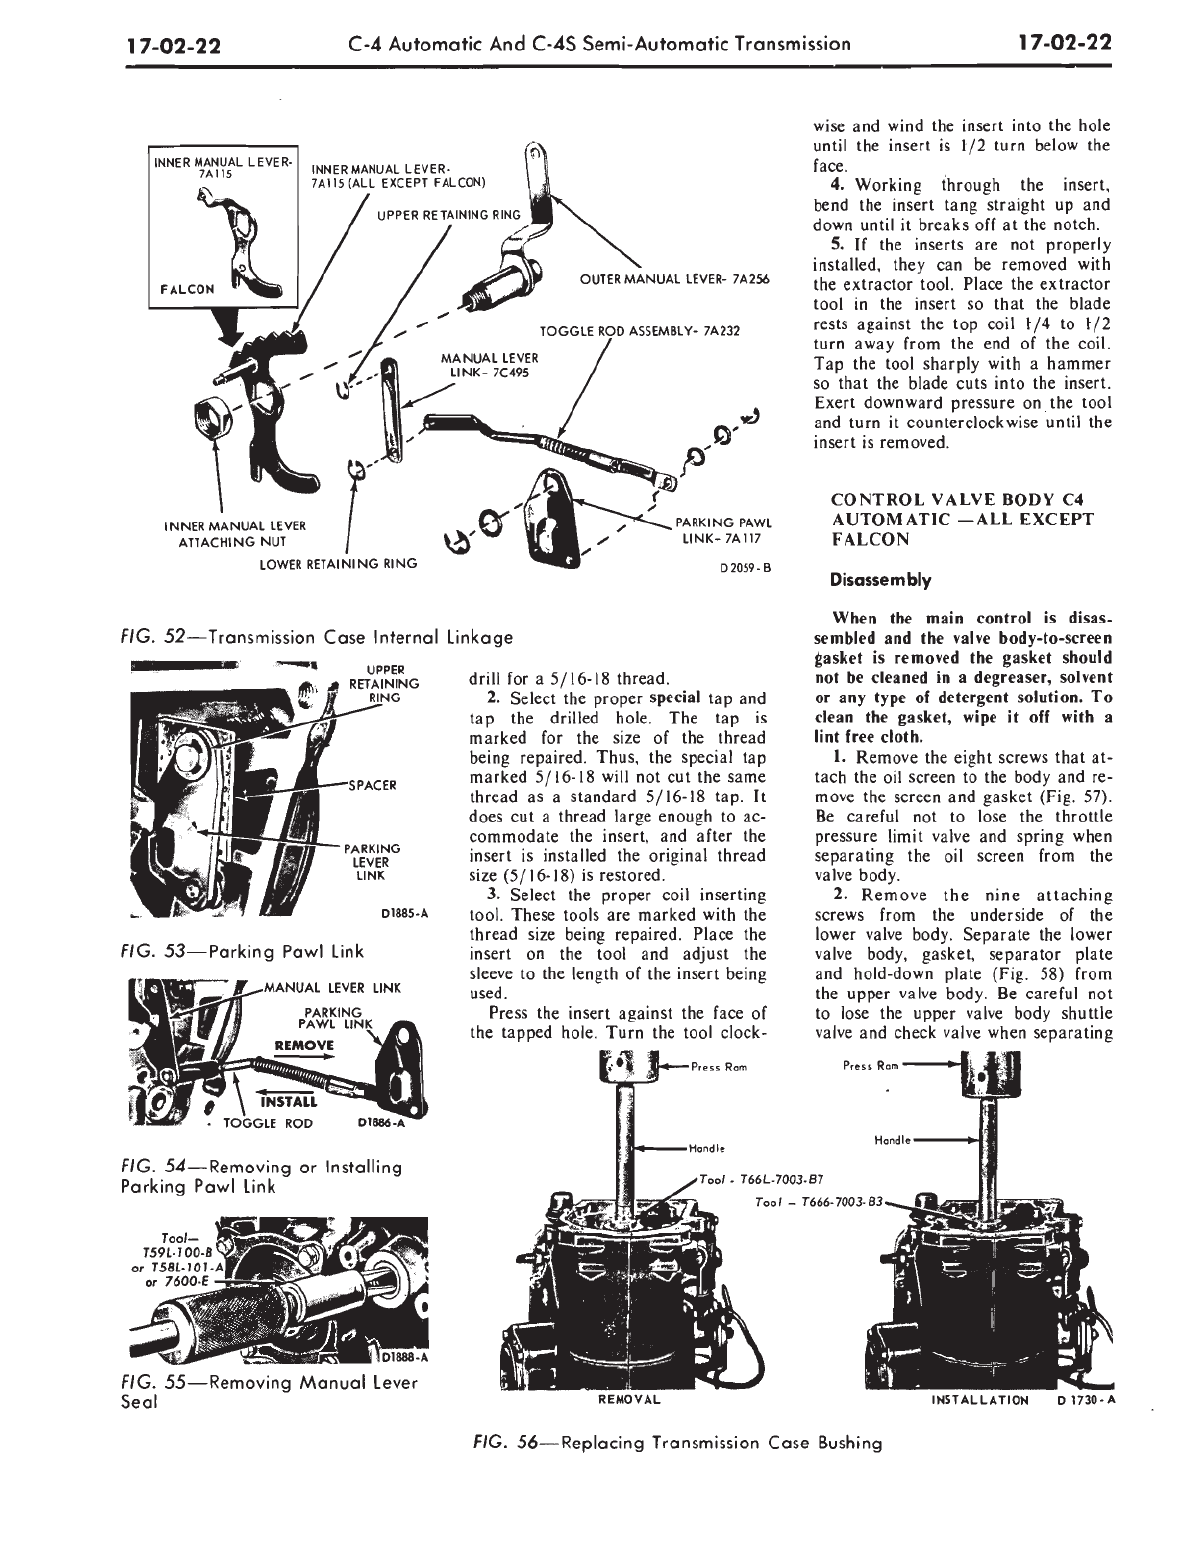 17-02-22
C-4 Automatic And C-4S Semi-Automatic Transmission
17-02-22
INNER MANUAL LEVER-
7A115
FALCON
INNER MANUAL LEVER-
7A115 (ALL EXCEPT FALCON)
UPPER RETAINING RING
OUTER MANUAL LEVER- 7A256
TOGGLE ROD ASSEMBLY- 7A232
MANUAL LEVER
LINK- 7C495
INNER MANUAL LEVER
ATTACHING NUT
LOWER RETAINING RING
PARKING PAWL
LINK- 7A117
D 2059-B
FIG. 52—Transmission Case Internal Linkage
UPPER
RETAINING
RING
SPACER
PARKING
LEVER
LINK
D1885-A
FIG. 53—Parking Pawl Link
MANUAL LEVER LINK
PARKING
PAWL LINK
REMOVE
INSTALL
TOGGLE ROD
D1886-A
FIG. 54—Removing or Installing
Parking Pawl Link
Tool—
T59L-100-B
or T58L-101-A
or 7600-E
D1888-A
FIG. 55—Removing Manual Lever
Seal
drill for a 5/16-18 thread.
2. Select the proper special tap and
tap the drilled hole. The tap is
marked for the size of the thread
being repaired. Thus, the special tap
marked 5/16-18 will not cut the same
thread as a standard 5/16-18 tap. It
does cut a thread large enough to ac-
commodate the insert, and after the
insert is installed the original thread
size (5/16-18) is restored.
3. Select the proper coil inserting
tool. These tools are marked with the
thread size being repaired. Place the
insert on the tool and adjust the
sleeve to the length of the insert being
used.
Press the insert against the face of
the tapped hole. Turn the tool clock-
wise and wind the insert into the hole
until the insert is 1/2 turn below the
face.
4. Working through the insert,
bend the insert tang straight up and
down until it breaks off at the notch.
5. If the inserts are not properly
installed, they can be removed with
the extractor tool. Place the extractor
tool in the insert so that the blade
rests against the top coil 1/4 to 1/2
turn away from the end of the coil.
Tap the tool sharply with a hammer
so that the blade cuts into the insert.
Exert downward pressure on the tool
and turn it counterclockwise until the
insert is removed.
CONTROL VALVE BODY C4
AUTOMATIC —ALL EXCEPT
FALCON
Disassembly
When the main control is disas-
sembled and the valve body-to-screen
gasket is removed the gasket should
not be cleaned in a degreaser, solvent
or any type of detergent solution. To
clean the gasket, wipe it off with a
lint free cloth.
1. Remove the eight screws that at-
tach the oil screen to the body and re-
move the screen and gasket (Fig. 57).
Be careful not to lose the throttle
pressure limit valve and spring when
separating the oil screen from the
valve body.
2. Remove the nine attaching
screws from the underside of the
lower valve body. Separate the lower
valve body, gasket, separator plate
and hold-down plate (Fig. 58) from
the upper valve body. Be careful not
to lose the upper valve body shuttle
valve and check valve when separating
Press Ram
Handle
Tool - T66L-7003-B7
REMOVAL
Press Ram
Handle
Tool – T666-7003-B3
INSTALLATION
D 1730-A
FIG. 56—Replacing Transmission Case Bushing